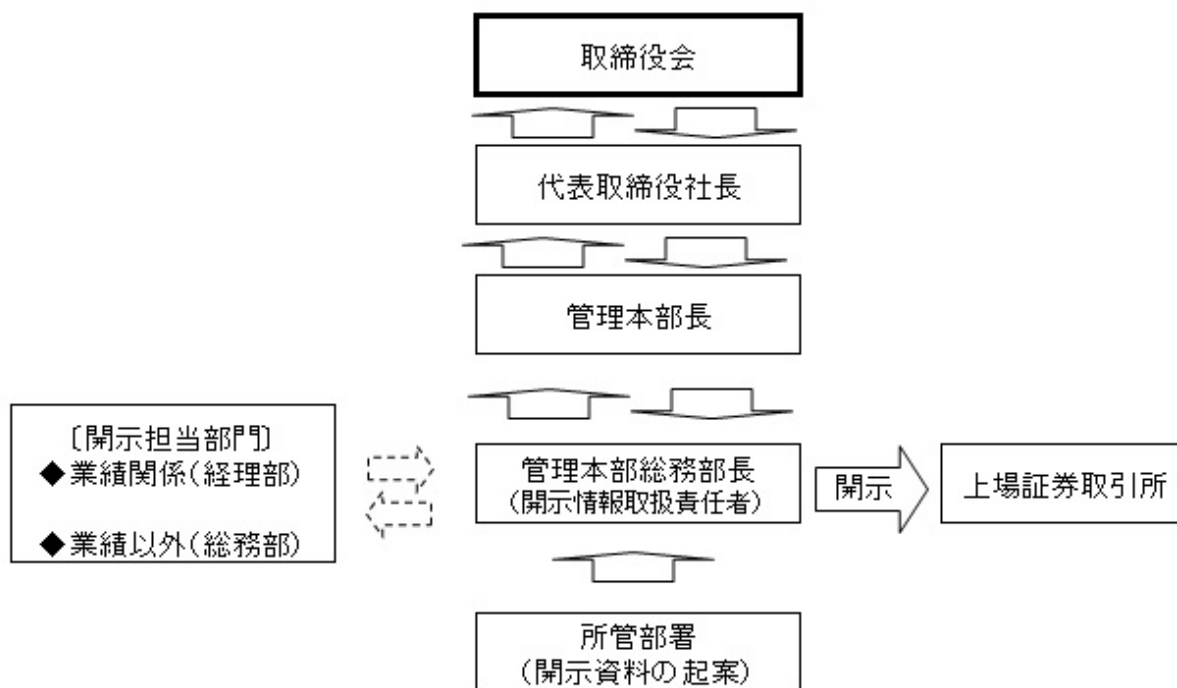 取締役会
代表取締役社長
管理本部長
〔開示担当部門〕
◆業績関係(経理部)
◆業績以外(総務部)
管理本部総務部長
(開示情報取扱責任者)
開示
上場証券取引所
所管部署
(開示資料の起案)